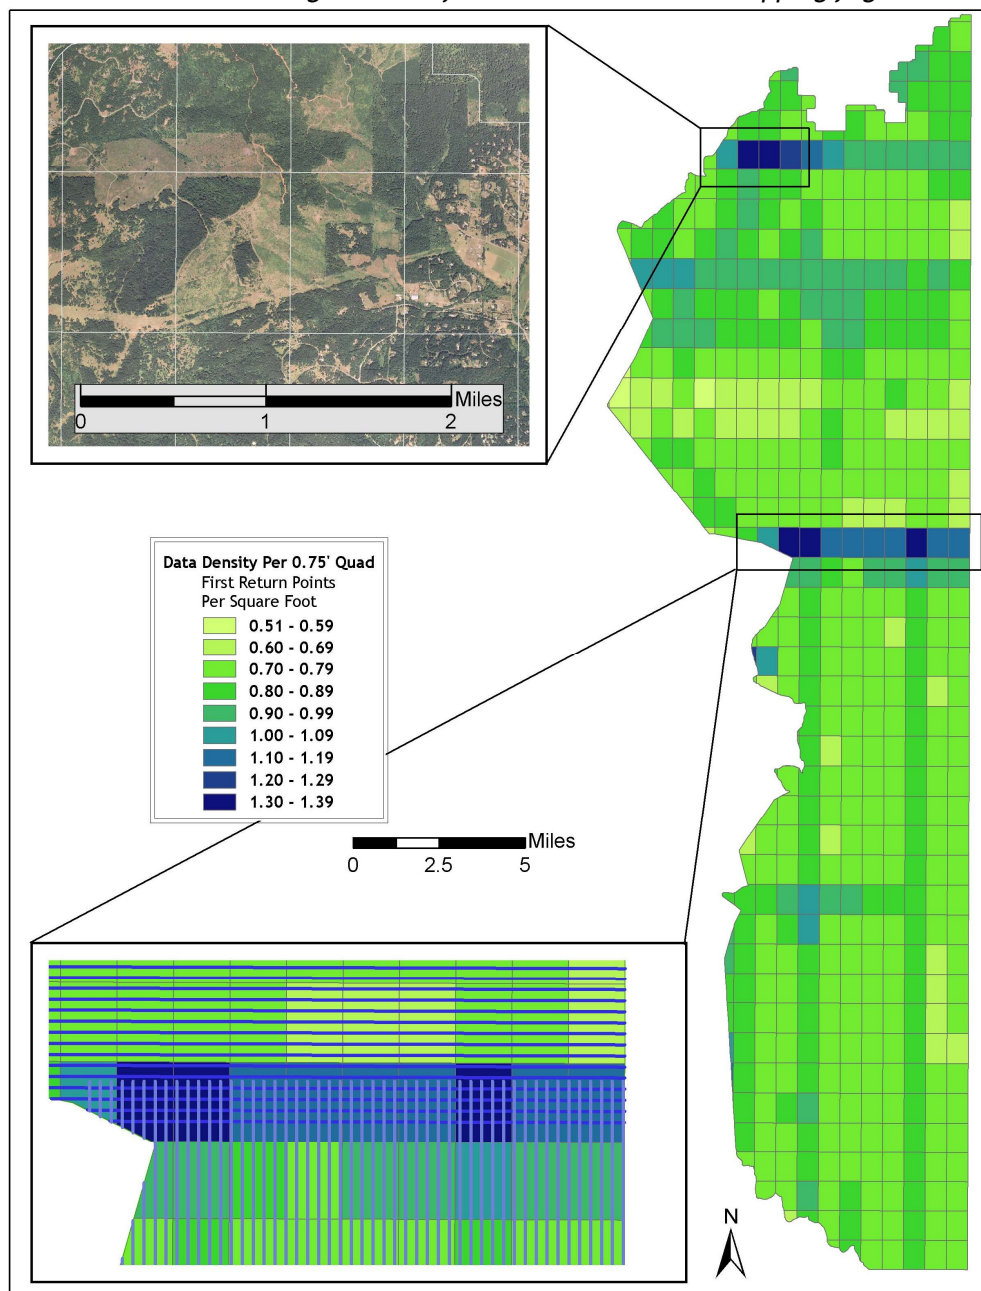 Miles
0 1 2
Data Density Per 0.75' Quad
First Return Points
Per Square Foot
0.51 - 0.59
0.60 - 0.69
0.70 - 0.79
0.80 - 0.89
0.90 - 0.99
1.00 - 1.09
1.10 - 1.19
1.20 - 1.29
1.30 - 1.39
Miles
0 2.5 5
N